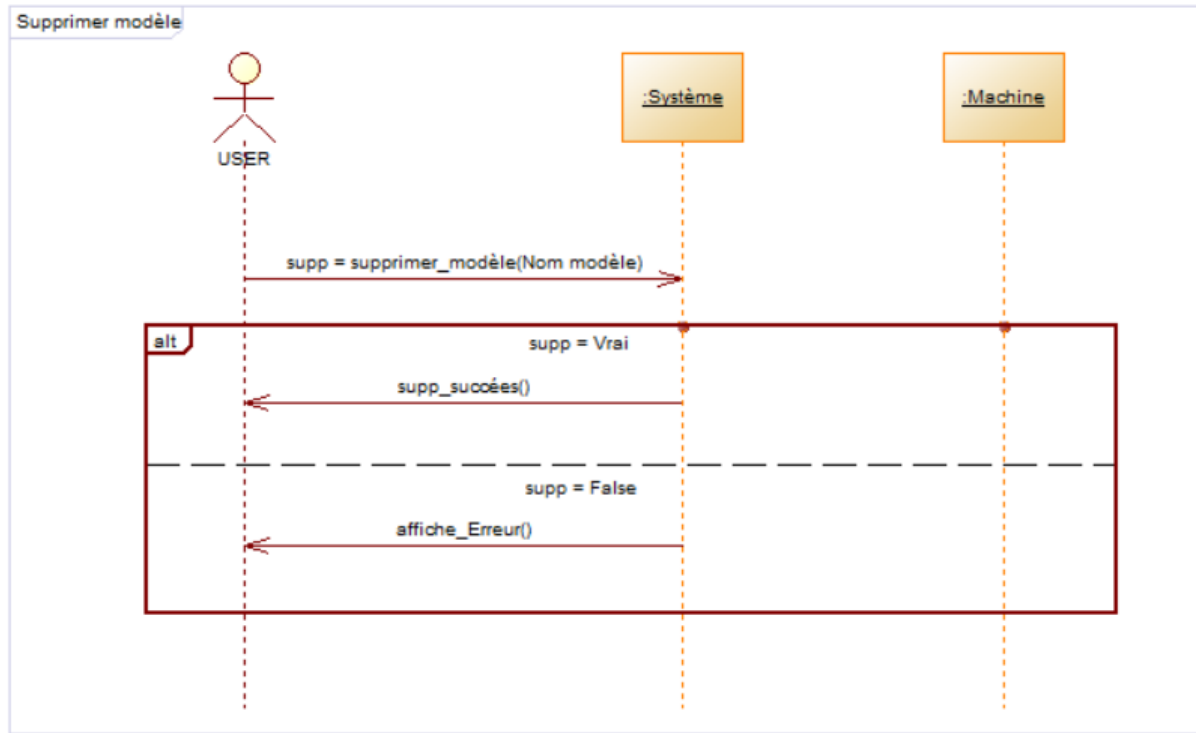 Supprimer modèle
:Système
:Machine
USER
supp = supprimer_modèle(Nom modèle)
alt
supp = Vrai
supp_succées()
supp = False
affiche_Erreur()